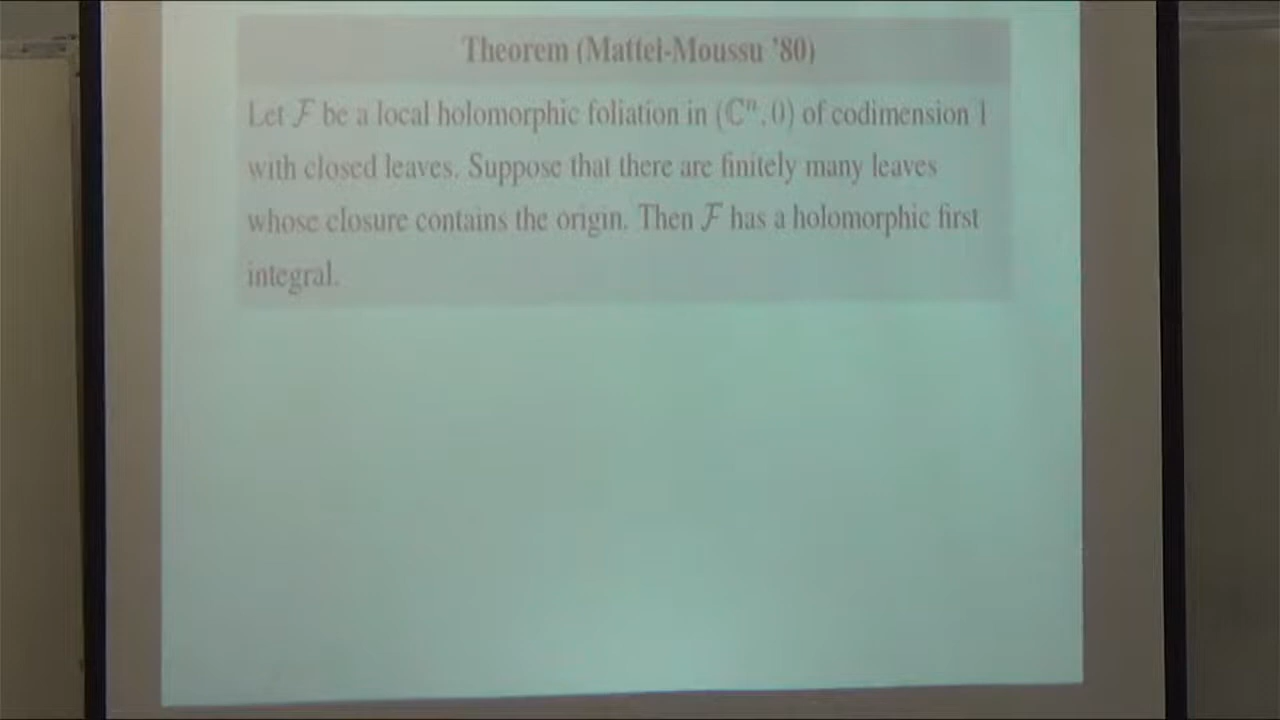 Theorem (Mattei-Moussu '80)
Let ℱ be a local holomorphic foliation in (ℂⁿ, 0) of codimension 1
with closed leaves. Suppose that there are finitely many leaves
whose closure contains the origin. Then ℱ has a holomorphic first
integral.